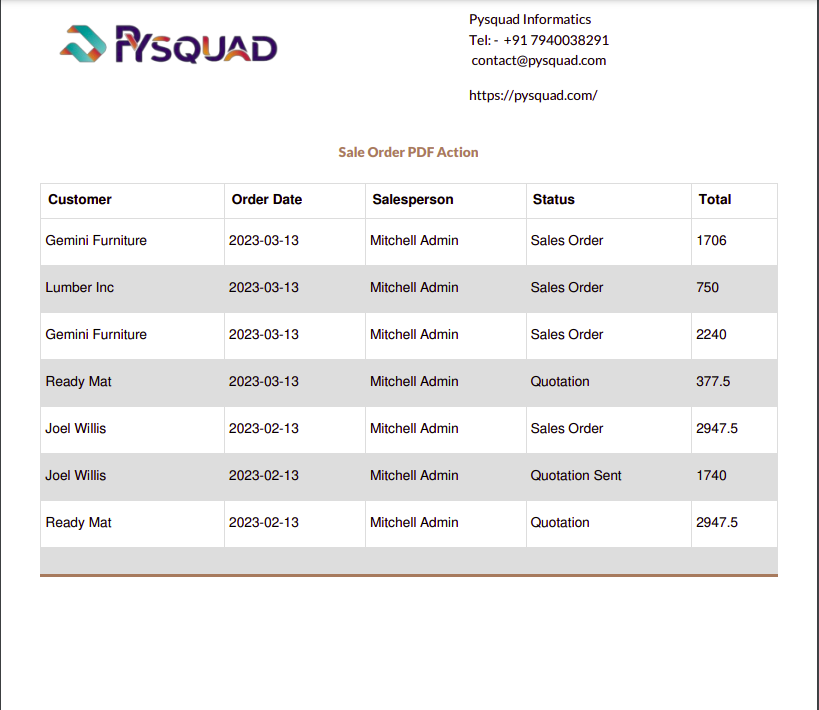 PYSQUAD
Pysquad Informatics
Tel: - +91 7940038291
contact@pysquad.com
https://pysquad.com/
Sale Order PDF Action
Customer Order Date Salesperson Status Total
Gemini Furniture 2023-03-13 Mitchell Admin Sales Order 1706
Lumber Inc 2023-03-13 Mitchell Admin Sales Order 750
Gemini Furniture 2023-03-13 Mitchell Admin Sales Order 2240
Ready Mat 2023-03-13 Mitchell Admin Quotation 377.5
Joel Willis 2023-02-13 Mitchell Admin Sales Order 2947.5
Joel Willis 2023-02-13 Mitchell Admin Quotation Sent 1740
Ready Mat 2023-02-13 Mitchell Admin Quotation 2947.5